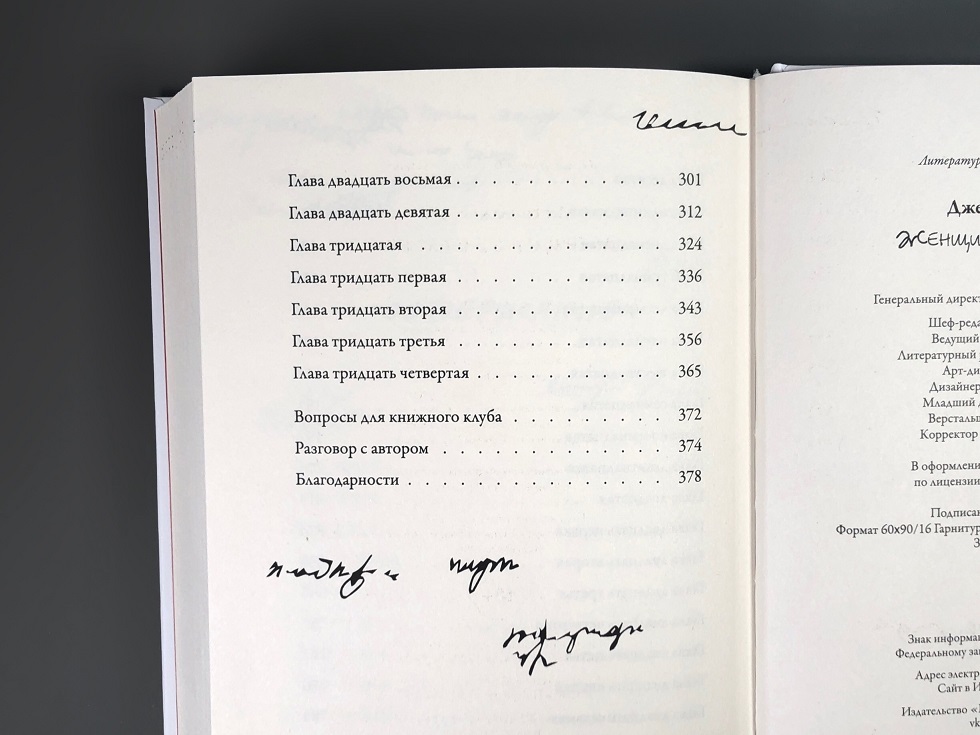 Глава двадцать восьмая . . . . . . . . . . . . 301
Глава двадцать девятая . . . . . . . . . . . . 312
Глава тридцатая . . . . . . . . . . . . . . 324
Глава тридцать первая . . . . . . . . . . . . 336
Глава тридцать вторая . . . . . . . . . . . . 343
Глава тридцать третья . . . . . . . . . . . . 356
Глава тридцать четвертая . . . . . . . . . . . 365
Вопросы для книжного клуба . . . . . . . . . 372
Разговор с автором . . . . . . . . . . . . . 374
Благодарности . . . . . . . . . . . . . . . 378
Литератур
Дже
ЖЕНЩИ
Генеральный директ
Шеф-реда
Ведущий
Литературный
Арт-ди
Дизайнер
Младший
Верстальщ
Корректор
В оформлени
по лицензии
Подписан
Формат 60х90/16 Гарнитур
З
Знак информа
Федеральному за
Адрес электр
Сайт в И
Издательство «
vk